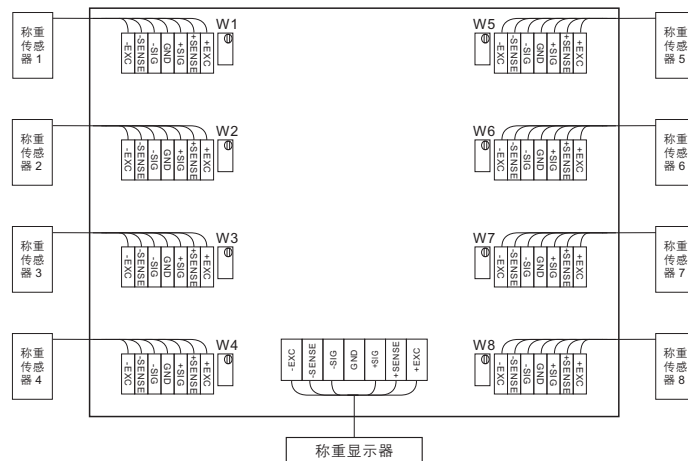 称重
传感
器 1
-EXC
-SENSE
-SIG
GND
+SIG
+SENSE
+EXC
W1
W5
-EXC
-SENSE
-SIG
GND
+SIG
+SENSE
+EXC
称重
传感
器 5
称重
传感
器 2
-EXC
-SENSE
-SIG
GND
+SIG
+SENSE
+EXC
W2
W6
-EXC
-SENSE
-SIG
GND
+SIG
+SENSE
+EXC
称重
传感
器 6
称重
传感
器 3
-EXC
-SENSE
-SIG
GND
+SIG
+SENSE
+EXC
W3
W7
-EXC
-SENSE
-SIG
GND
+SIG
+SENSE
+EXC
称重
传感
器 7
称重
传感
器 4
-EXC
-SENSE
-SIG
GND
+SIG
+SENSE
+EXC
W4
-EXC
-SENSE
-SIG
GND
+SIG
+SENSE
+EXC
W8
-EXC
-SENSE
-SIG
GND
+SIG
+SENSE
+EXC
称重
传感
器 8
称重显示器